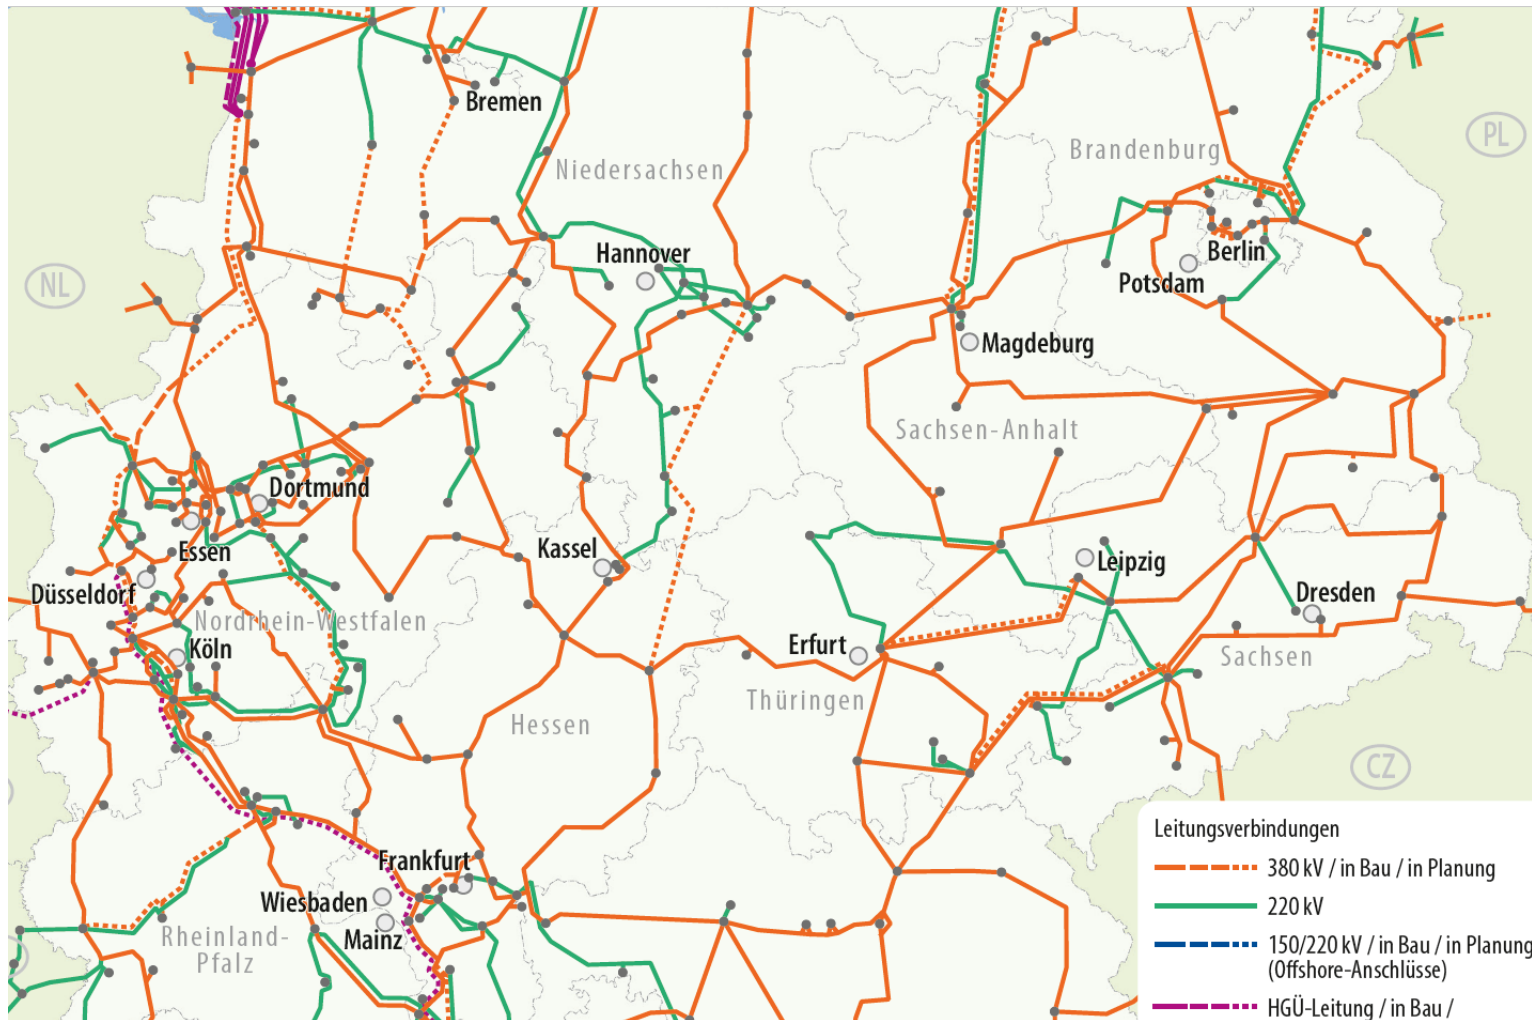 Bremen
Niedersachsen
Brandenburg
PL
Hannover
Berlin
Potsdam
NL
Magdeburg
Sachsen-Anhalt
Dortmund
Essen
Kassel
Leipzig
Düsseldorf
Dresden
Nordrhein-Westfalen
Köln
Erfurt
Sachsen
Thüringen
Hessen
CZ
Leitungsverbindungen
Frankfurt
380 kV / in Bau / in Planung
Wiesbaden
220 kV
Mainz
Rheinland-
Pfalz
150/220 kV / in Bau / in Planung
(Offshore-Anschlüsse)
HGÜ-Leitung / in Bau /